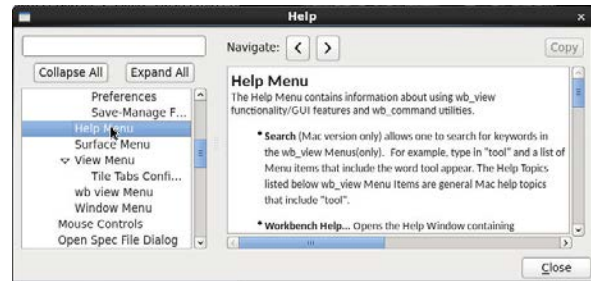 Help
Navigate:
Copy
Collapse All
Expand All
Preferences
Save-Manage F...
Help Menu
Surface Menu
View Menu
Tile Tabs Confi...
wb view Menu
Window Menu
Mouse Controls
Open Spec File Dialog
Help Menu
The Help Menu contains information about using wb_view
functionality/GUI features and wb_command utilities.
• Search (Mac version only) allows one to search for keywords in
the wb_view Menus(only). For example, type in "tool" and a list of
Menu items that include the word tool appear. The Help Topics
listed below wb_view Menu Items are general Mac help topics
that include "tool".
• Workbench Help... Opens the Help Window containing
Close